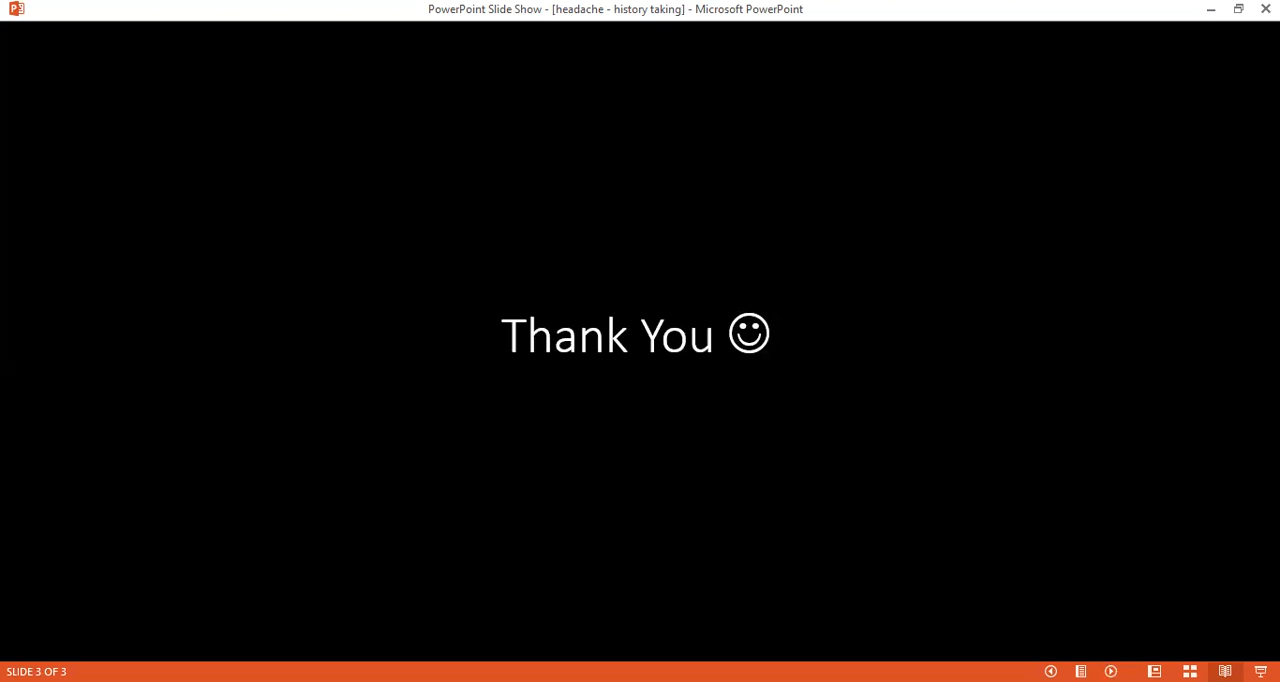 PowerPoint Slide Show - [headache - history taking] - Microsoft PowerPoint
Thank You ☺
SLIDE 3 OF 3